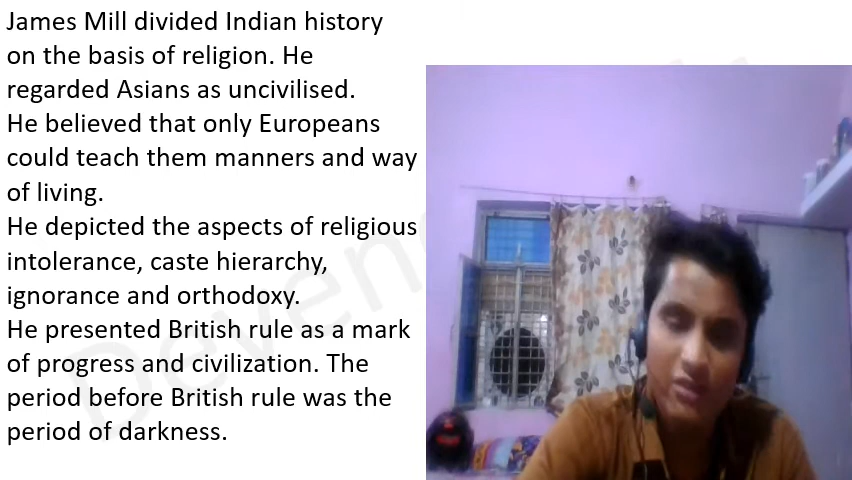 James Mill divided Indian history
on the basis of religion. He
regarded Asians as uncivilised.
He believed that only Europeans
could teach them manners and way
of living.
He depicted the aspects of religious
intolerance, caste hierarchy,
ignorance and orthodoxy.
He presented British rule as a mark
of progress and civilization. The
period before British rule was the
period of darkness.